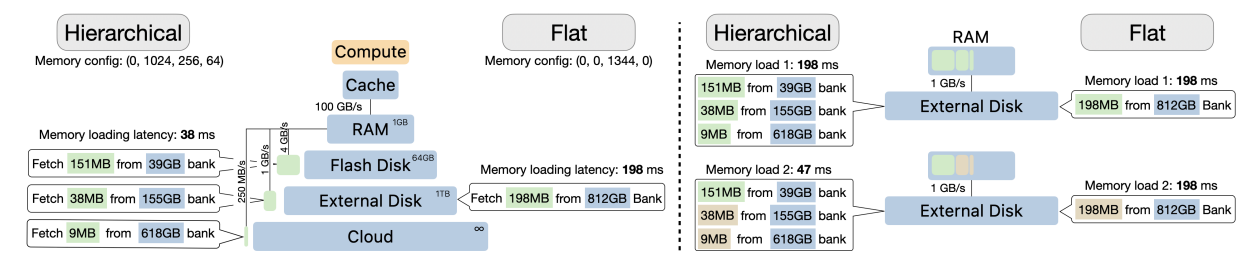 Hierarchical
Memory config: (0, 1024, 256, 64)
Flat
Memory config: (0, 0, 1344, 0)
Compute
Cache
100 GB/s
RAM 1GB
4 GB/s
1 GB/s
250 MB/s
Flash Disk 64GB
External Disk 1TB
Cloud ∞
Memory loading latency: 38 ms
Fetch 151MB from 39GB bank
Fetch 38MB from 155GB bank
Fetch 9MB from 618GB bank
Memory loading latency: 198 ms
Fetch 198MB from 812GB Bank
Hierarchical
Flat
RAM
Memory load 1: 198 ms
151MB from 39GB bank
38MB from 155GB bank
9MB from 618GB bank
1 GB/s
External Disk
Memory load 1: 198 ms
198MB from 812GB Bank
Memory load 2: 47 ms
151MB from 39GB bank
38MB from 155GB bank
9MB from 618GB bank
1 GB/s
External Disk
Memory load 2: 198 ms
198MB from 812GB Bank